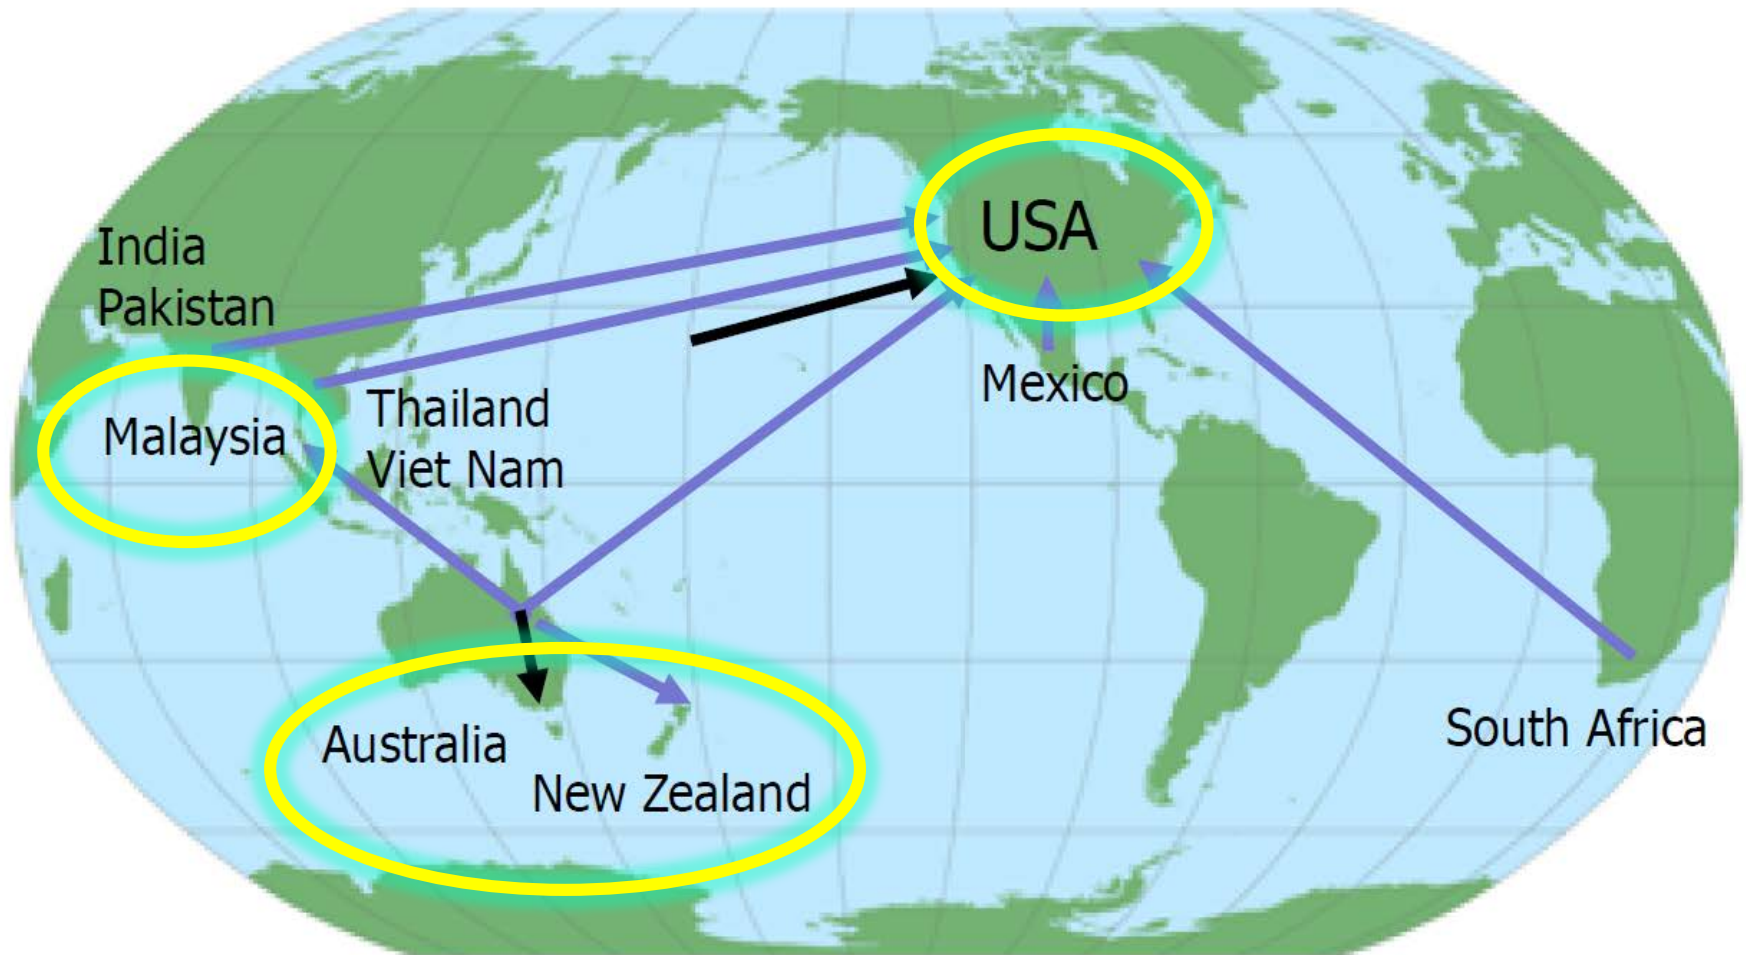 USA
India
Pakistan
Mexico
Thailand
Malaysia
Viet Nam
South Africa
Australia
New Zealand